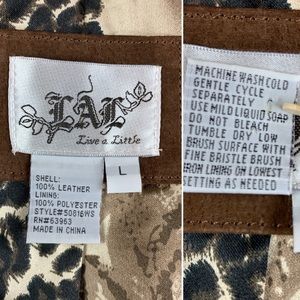 LAL
Live a Little
L
SHELL:
100% LEATHER
LINING:
100% POLYESTER
STYLE#50816WS
RN#63963
MADE IN CHINA
MACHINE WASH COLD
GENTLE CYCLE
SEPARATELY
USE MILD LIQUID SOAP
DO NOT BLEACH
TUMBLE DRY LOW
BRUSH SURFACE WITH
FINE BRISTLE BRUSH
IRON LINING ON LOWEST
SETTING AS NEEDED